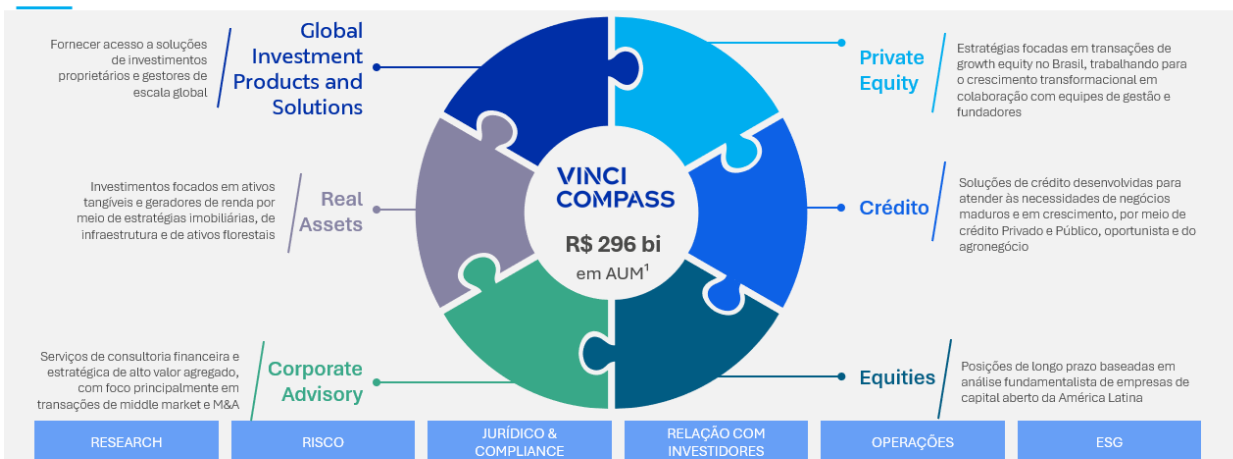 Fornecer acesso a soluções
de investimentos
proprietários e gestores de
escala global
Global
Investment
Products and
Solutions
Private
Equity
Estratégias focadas em transações de
growth equity no Brasil, trabalhando para
o crescimento transformacional em
colaboração com equipes de gestão e
fundadores
Investimentos focados em ativos
tangíveis e geradores de renda por
meio de estratégias imobiliárias, de
infraestrutura e de ativos florestais
Real
Assets
VINCI
COMPASS
R$ 296 bi
em AUM¹
Crédito
Soluções de crédito desenvolvidas para
atender às necessidades de negócios
maduros e em crescimento, por meio de
crédito Privado e Público, oportunista e do
agronegócio
Serviços de consultoria financeira e
estratégica de alto valor agregado,
com foco principalmente em
transações de middle market e M&A
Corporate
Advisory
Equities
Posições de longo prazo baseadas em
análise fundamentalista de empresas de
capital aberto da América Latina
RESEARCH
RISCO
JURÍDICO &
COMPLIANCE
RELAÇÃO COM
INVESTIDORES
OPERAÇÕES
ESG